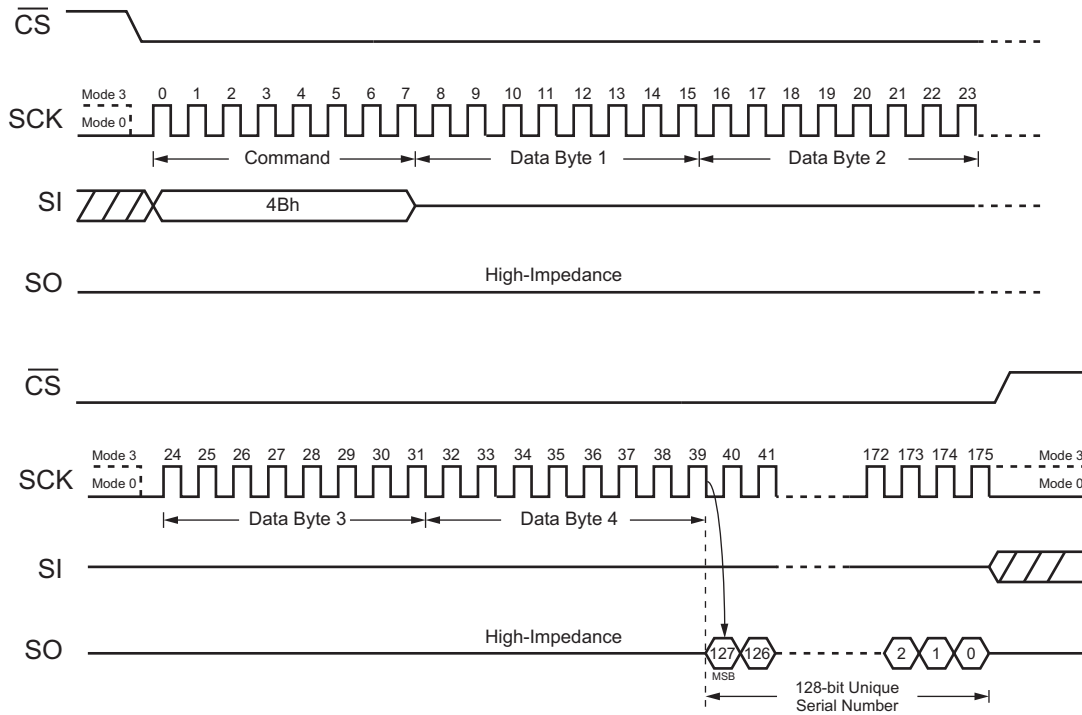 CS
0 1 2 3 4 5 6 7 8 9 10 11 12 13 14 15 16 17 18 19 20 21 22 23
Mode 3
SCK
Mode 0
Command
Data Byte 1
Data Byte 2
SI
4Bh
High-Impedance
SO
CS
24 25 26 27 28 29 30 31 32 33 34 35 36 37 38 39 40 41 172 173 174 175
Mode 3
Mode 3
SCK
Mode 0
Mode 0
Data Byte 3
Data Byte 4
SI
High-Impedance
SO
127 126 2 1 0
MSB
128-bit Unique
Serial Number